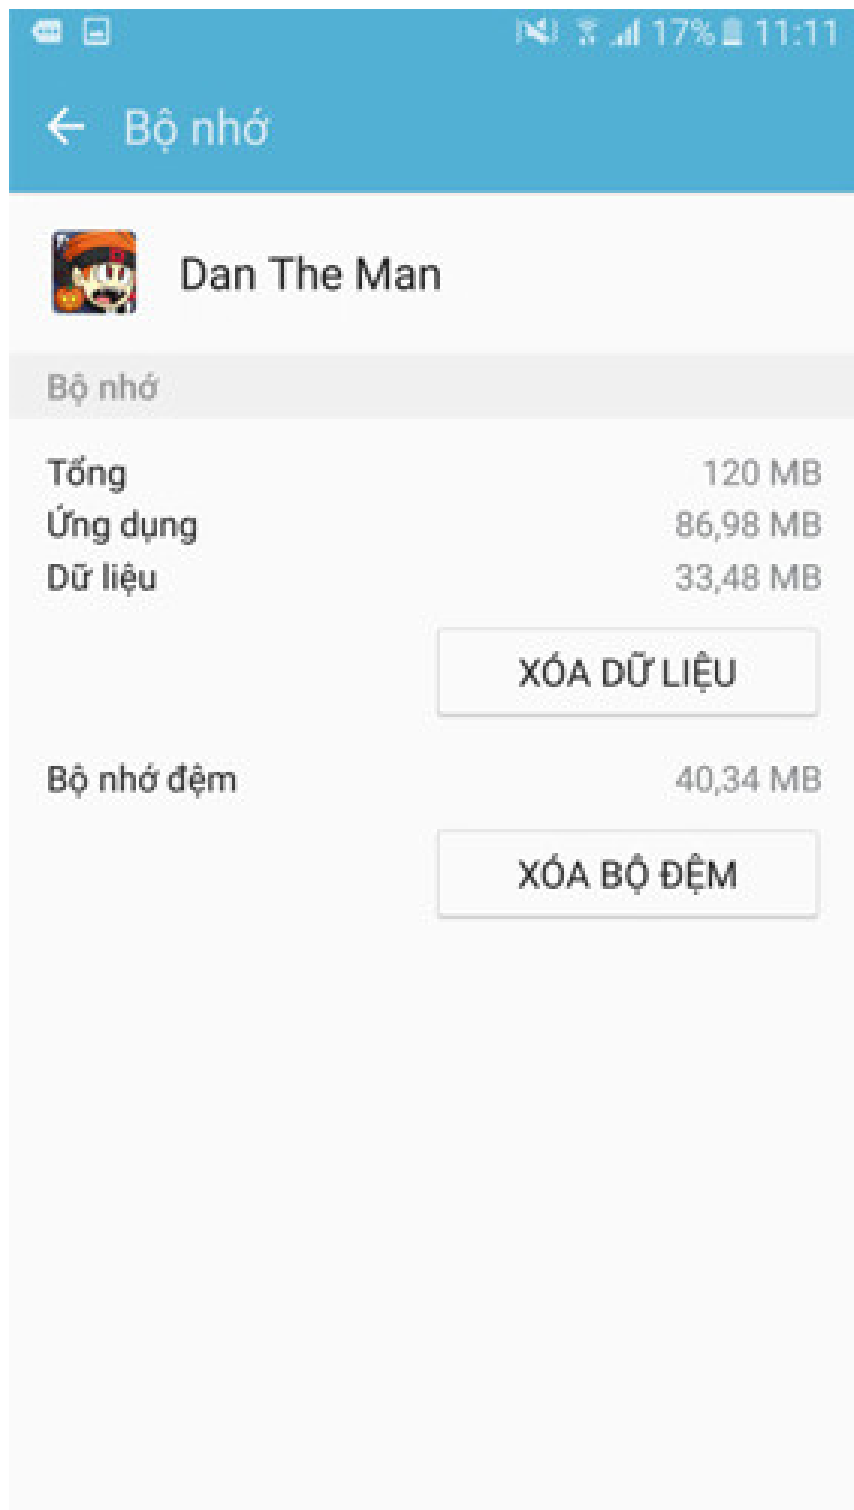 17% 11:11
Bộ nhớ
Dan The Man
Bộ nhớ
Tổng 120 MB
Ứng dụng 86,98 MB
Dữ liệu 33,48 MB
XÓA DỮ LIỆU
Bộ nhớ đệm 40,34 MB
XÓA BỘ ĐỆM